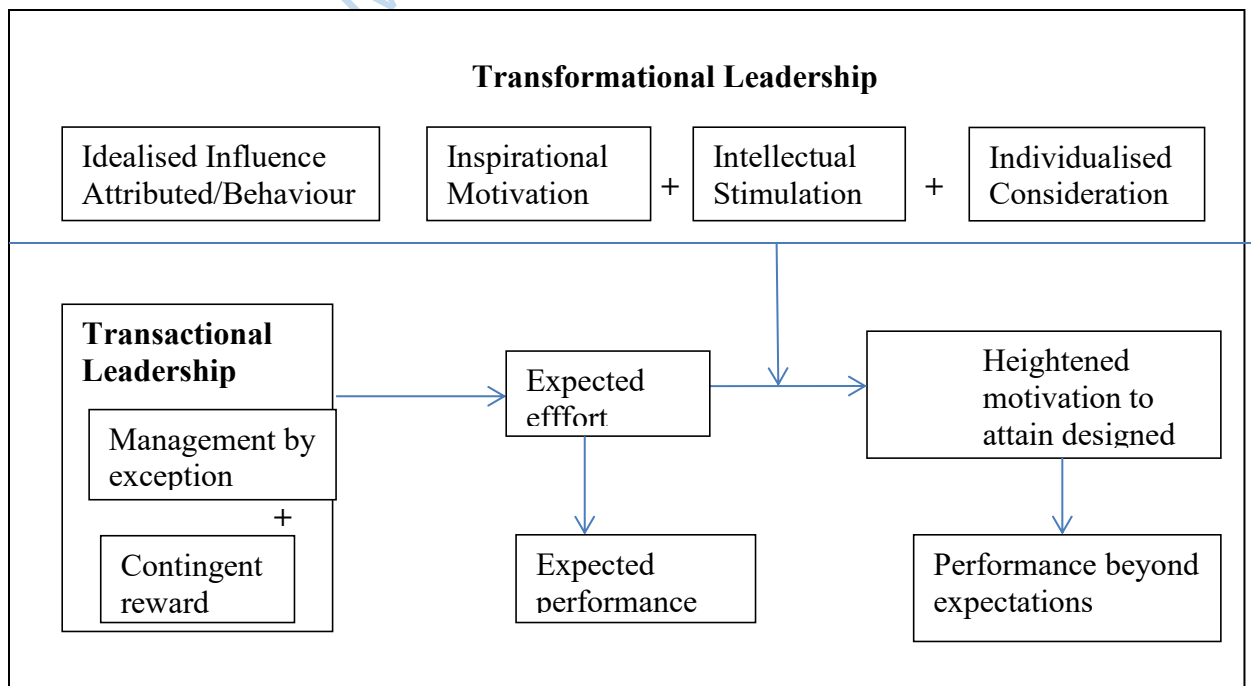 Transformational Leadership
Idealised Influence
Attributed/Behaviour
Inspirational
Motivation
+
Intellectual
Stimulation
+
Individualised
Consideration
Transactional
Leadership
Management by
exception
+
Contingent
reward
Expected
efffort
Expected
performance
Heightened
motivation to
attain designed
Performance beyond
expectations